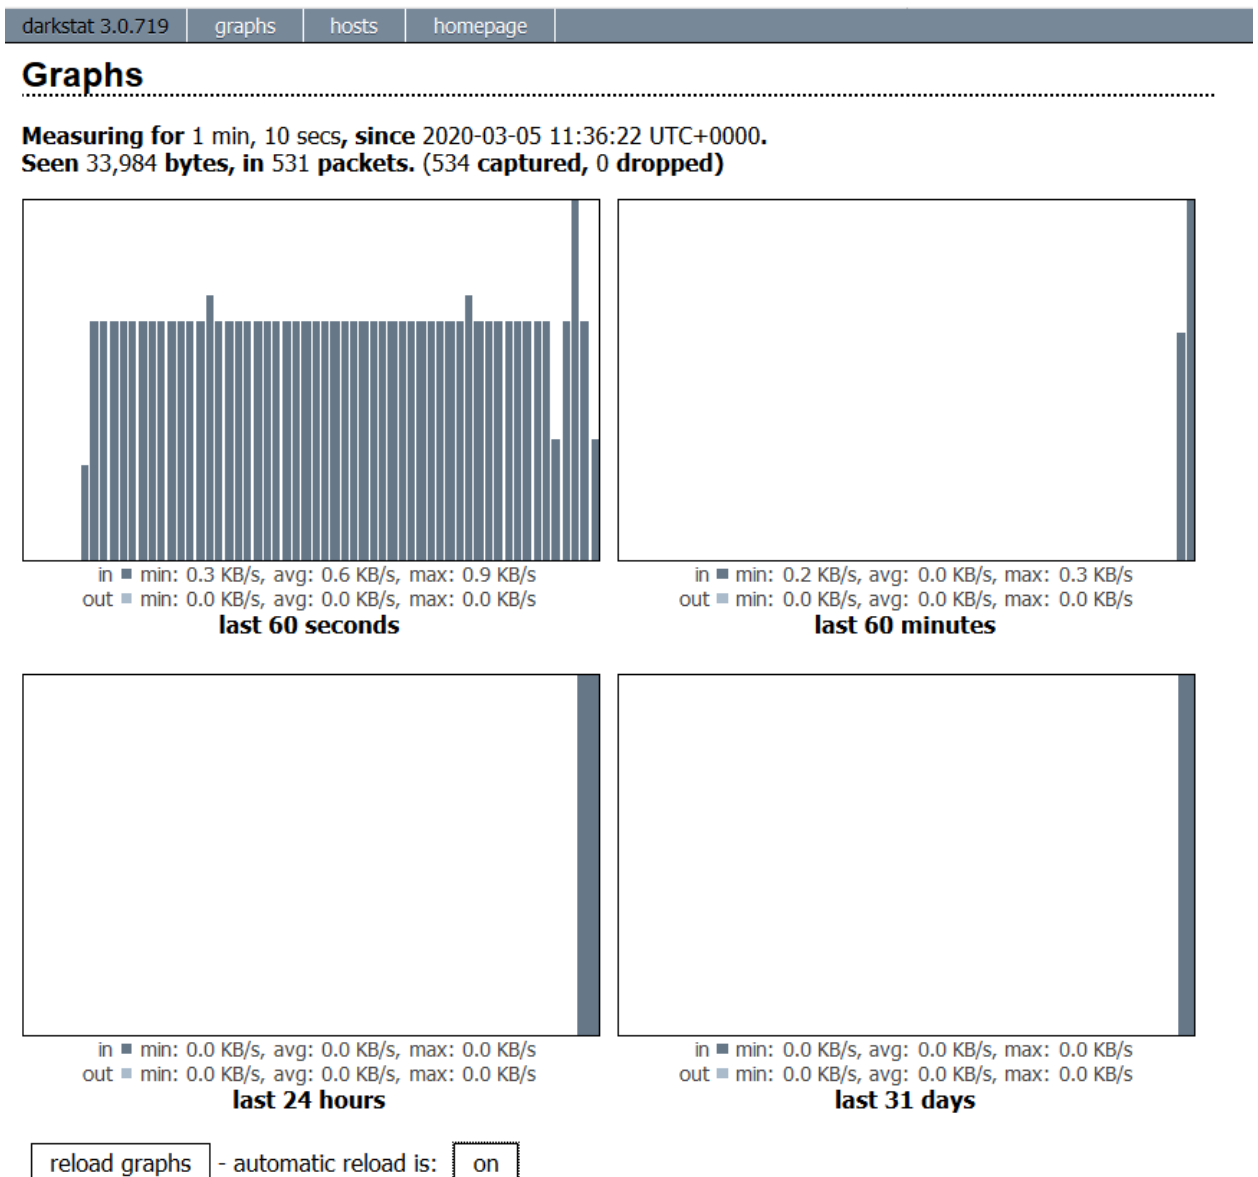 darkstat 3.0.719 graphs hosts homepage
Graphs
Measuring for 1 min, 10 secs, since 2020-03-05 11:36:22 UTC+0000.
Seen 33,984 bytes, in 531 packets. (534 captured, 0 dropped)
in min: 0.3 KB/s, avg: 0.6 KB/s, max: 0.9 KB/s
out min: 0.0 KB/s, avg: 0.0 KB/s, max: 0.0 KB/s
last 60 seconds
in min: 0.2 KB/s, avg: 0.0 KB/s, max: 0.3 KB/s
out min: 0.0 KB/s, avg: 0.0 KB/s, max: 0.0 KB/s
last 60 minutes
in min: 0.0 KB/s, avg: 0.0 KB/s, max: 0.0 KB/s
out min: 0.0 KB/s, avg: 0.0 KB/s, max: 0.0 KB/s
last 24 hours
in min: 0.0 KB/s, avg: 0.0 KB/s, max: 0.0 KB/s
out min: 0.0 KB/s, avg: 0.0 KB/s, max: 0.0 KB/s
last 31 days
reload graphs - automatic reload is: on